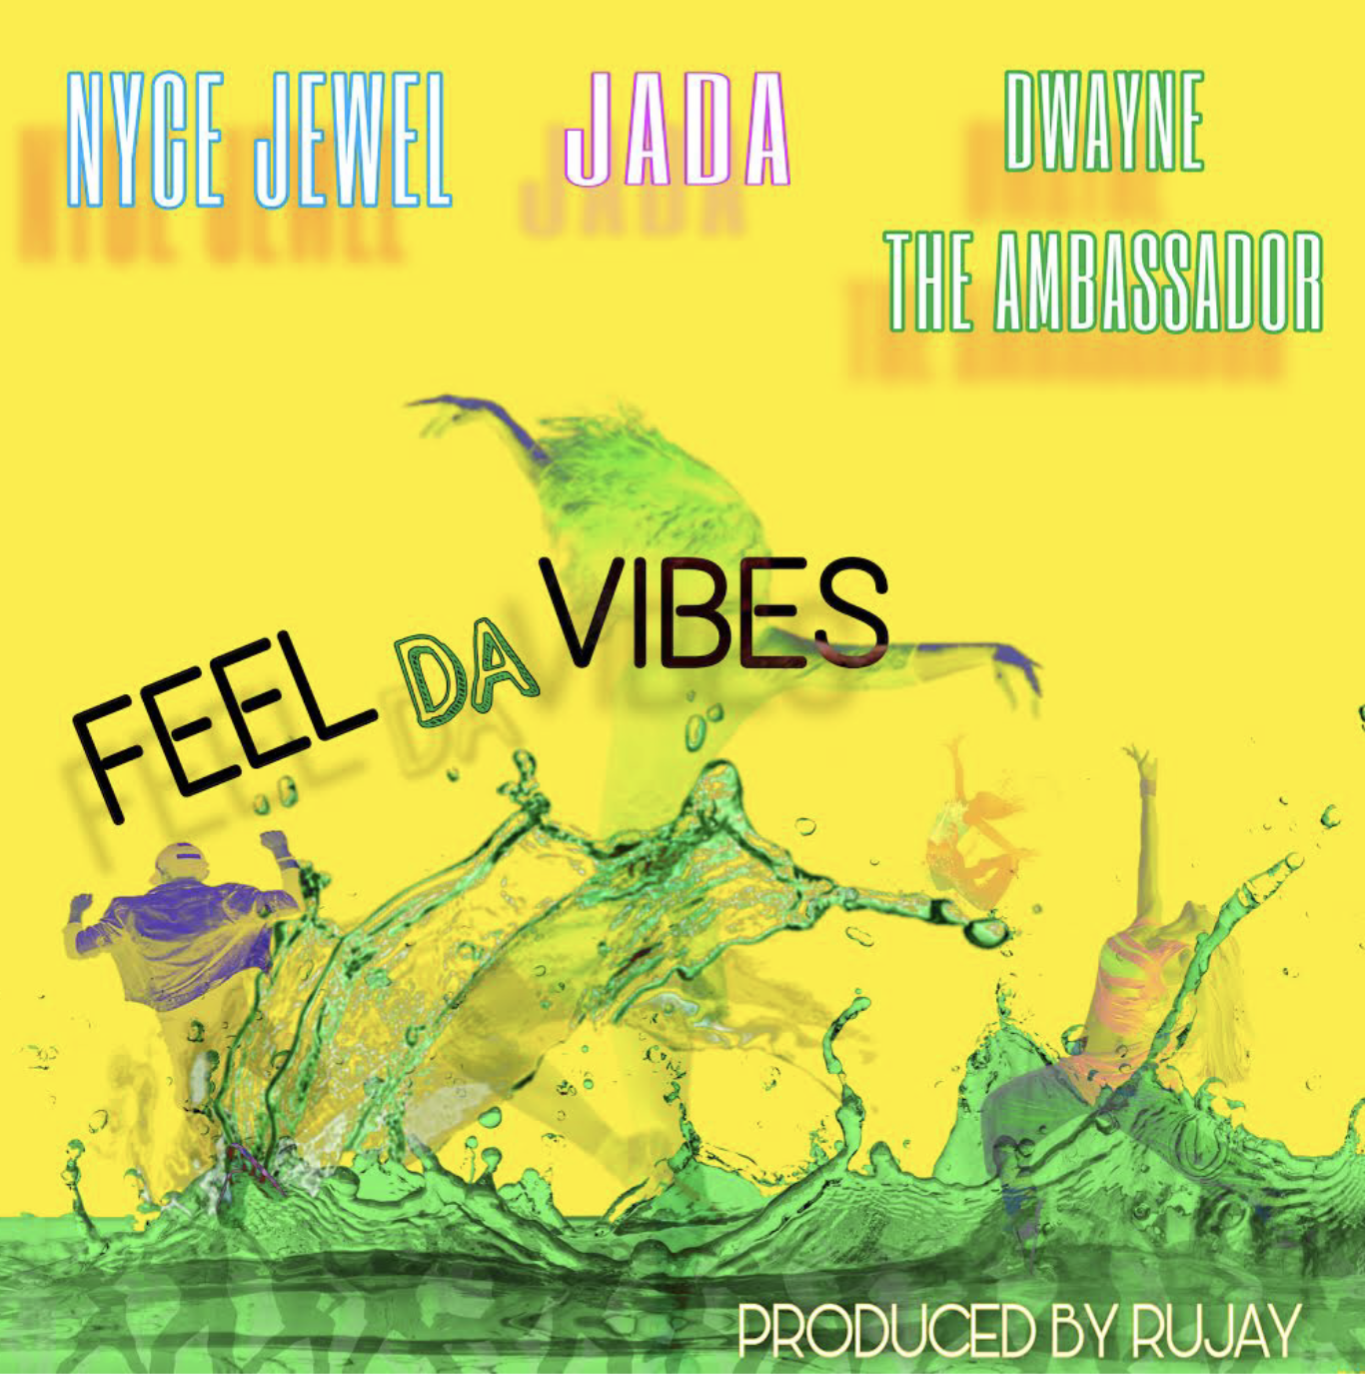 NYCE JEWEL
JADA
DWAYNE
THE AMBASSADOR
FEEL DA VIBES
PRODUCED BY RUJAY